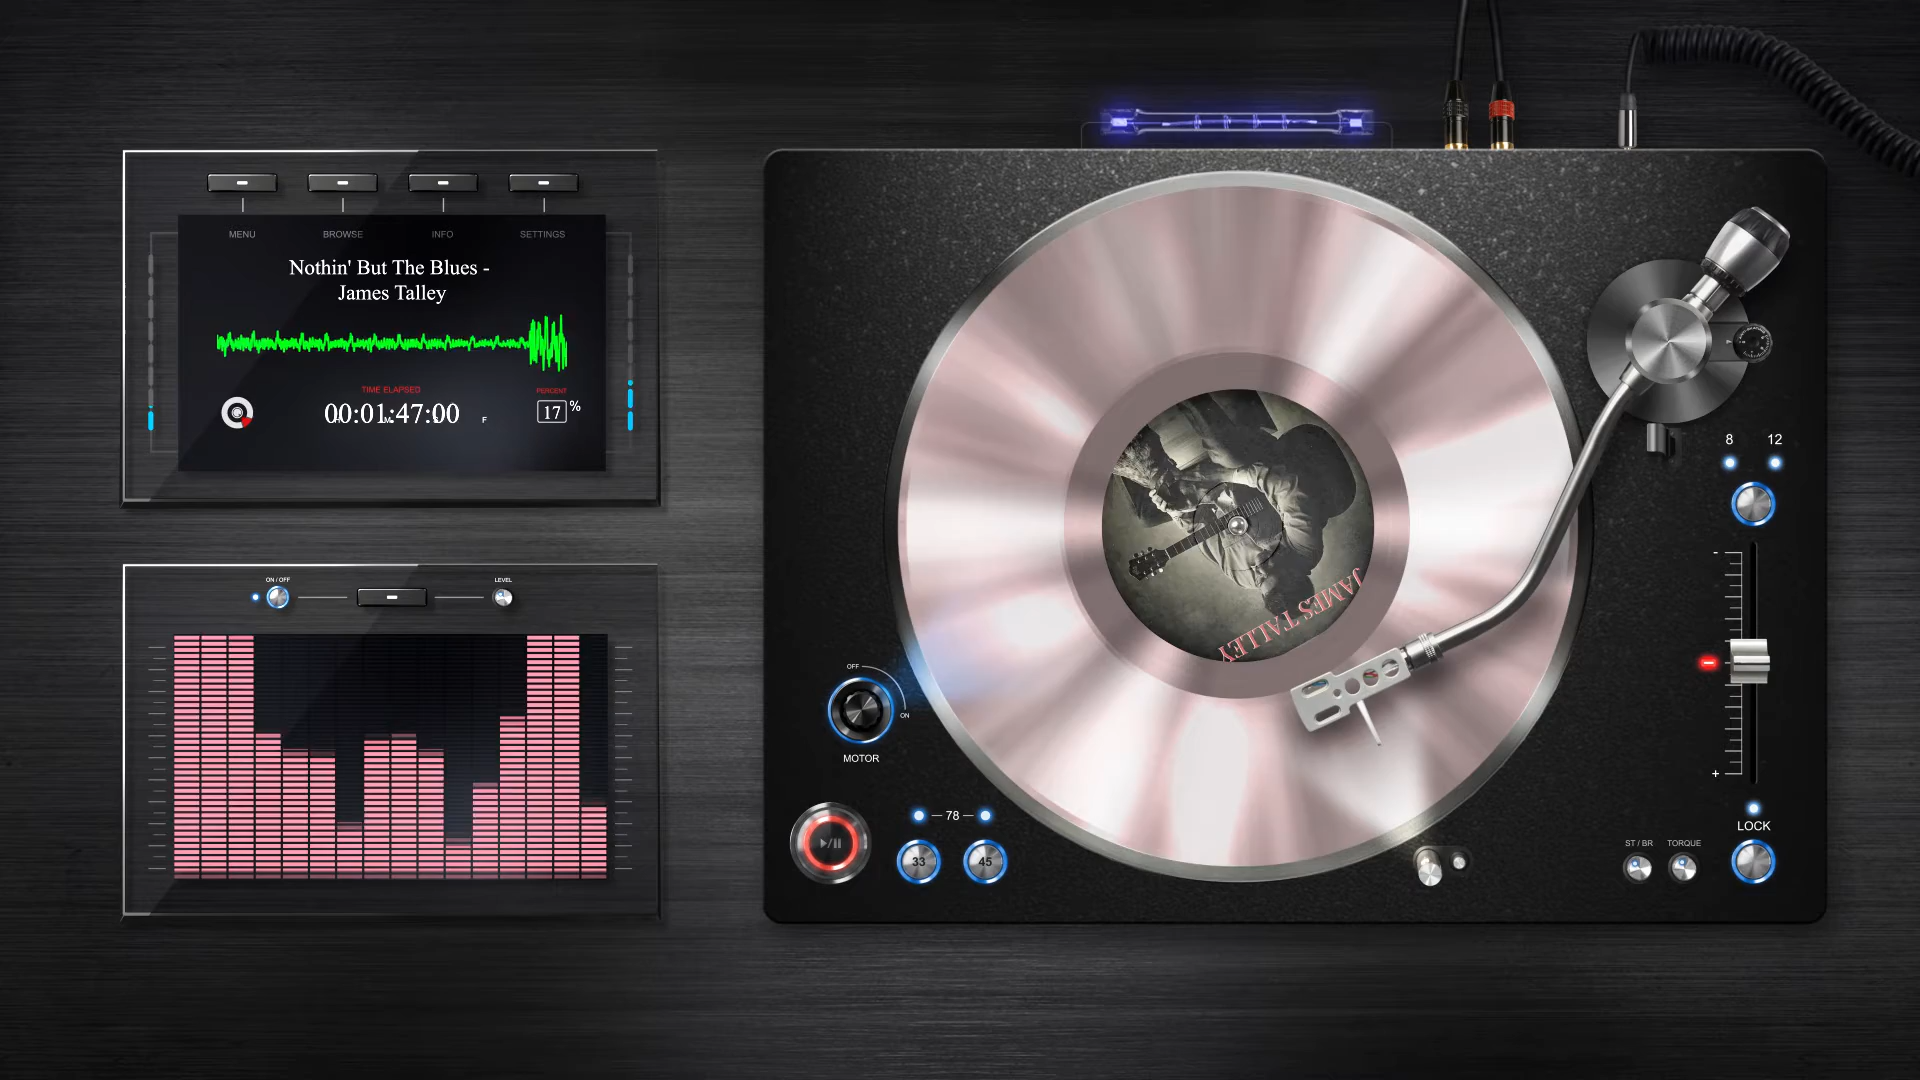 MENU
BROWSE
INFO
SETTINGS
Nothin' But The Blues -
James Talley
TIME ELAPSED
PERCENT
00:01:47:00
F
17 %
ON / OFF
LEVEL
8
12
JAMES TALLEY
-
+
OFF
ON
MOTOR
78
33
45
LOCK
ST / BR
TORQUE